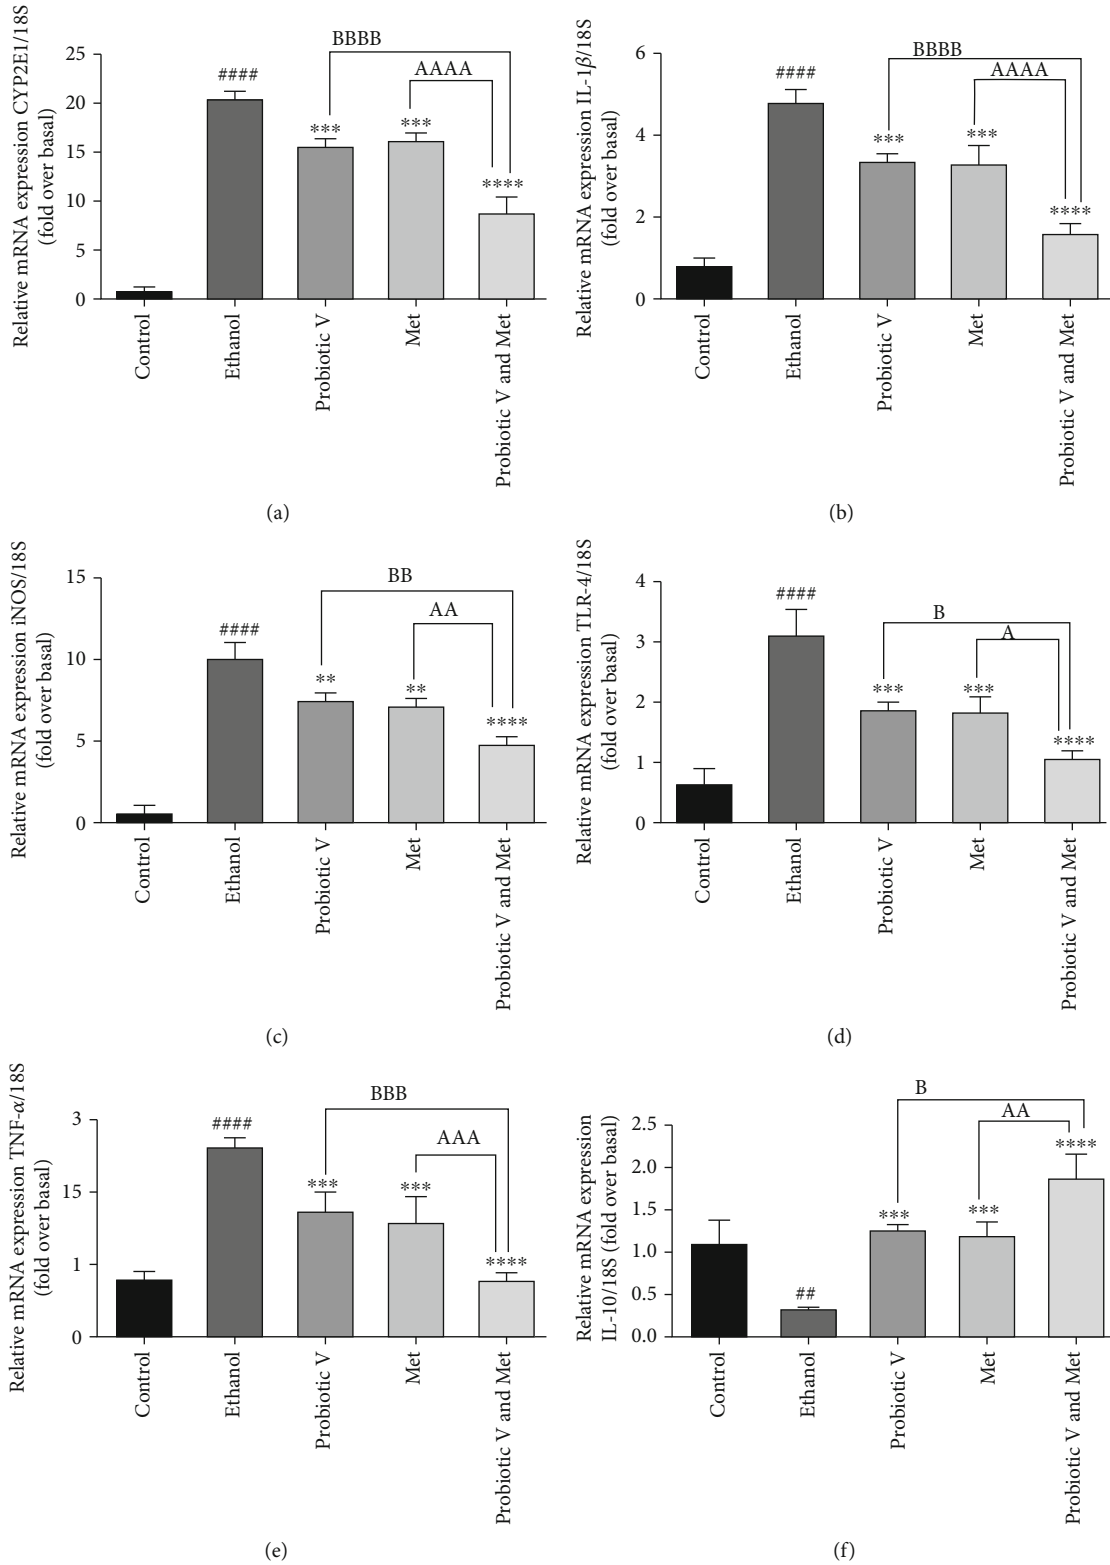 Relative mRNA expression CYP2E1/18S
(fold over basal)
25
20
15
10
5
0
####
***
***
****
BBBB
AAAA
Control
Ethanol
Probiotic V
Met
Probiotic V and Met
(a)
Relative mRNA expression IL-1β/18S
(fold over basal)
6
4
2
0
####
***
***
****
BBBB
AAAA
Control
Ethanol
Probiotic V
Met
Probiotic V and Met
(b)
Relative mRNA expression iNOS/18S
(fold over basal)
15
10
5
0
####
**
**
****
BB
AA
Control
Ethanol
Probiotic V
Met
Probiotic V and Met
(c)
Relative mRNA expression TLR-4/18S
(fold over basal)
4
3
2
1
0
####
***
***
****
B
A
Control
Ethanol
Probiotic V
Met
Probiotic V and Met
(d)
Relative mRNA expression TNF-α/18S
(fold over basal)
3
15
1
0
####
***
***
****
BBB
AAA
Control
Ethanol
Probiotic V
Met
Probiotic V and Met
(e)
Relative mRNA expression
IL-10/18S (fold over basal)
2.5
2.0
1.5
1.0
0.5
0.0
##
***
***
****
B
AA
Control
Ethanol
Probiotic V
Met
Probiotic V and Met
(f)